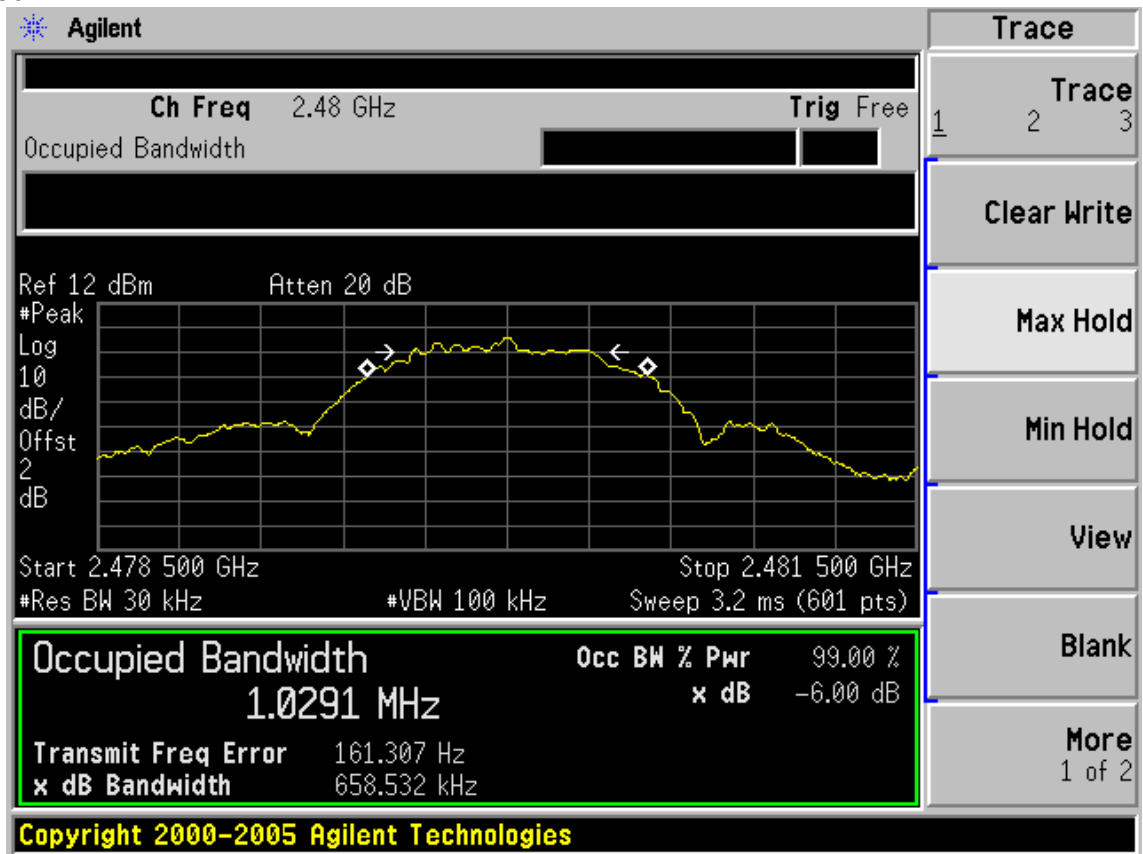 Agilent
Trace
Ch Freq 2.48 GHz Trig Free
Occupied Bandwidth
Trace
1 2 3
Clear Write
Max Hold
Min Hold
View
Blank
More
1 of 2
Ref 12 dBm Atten 20 dB
#Peak
Log
10
dB/
Offst
2
dB
Start 2.478 500 GHz Stop 2.481 500 GHz
#Res BW 30 kHz #VBW 100 kHz Sweep 3.2 ms (601 pts)
Occupied Bandwidth Occ BW % Pwr 99.00 %
1.0291 MHz x dB -6.00 dB
Transmit Freq Error 161.307 Hz
x dB Bandwidth 658.532 kHz
Copyright 2000-2005 Agilent Technologies